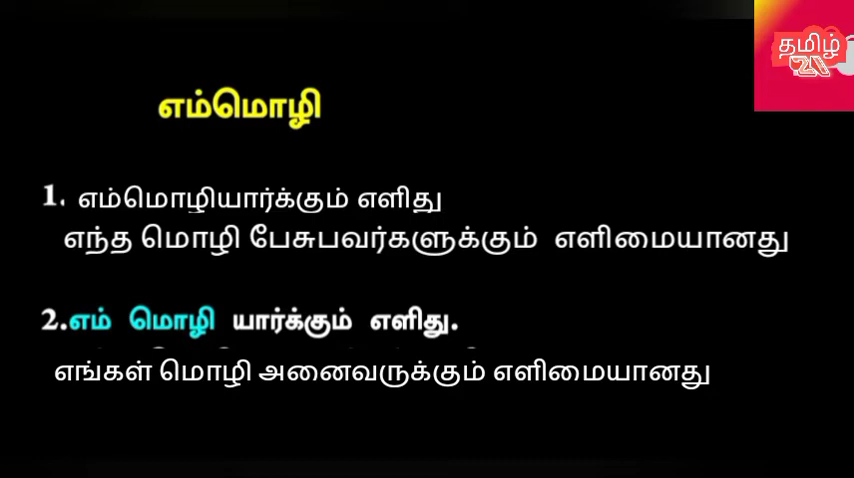 தமிழ்
எம்மொழி
1. எம்மொழியார்க்கும் எளிது
எந்த மொழி பேசுபவர்களுக்கும் எளிமையானது
2.எம் மொழி யார்க்கும் எளிது.
எங்கள் மொழி அனைவருக்கும் எளிமையானது